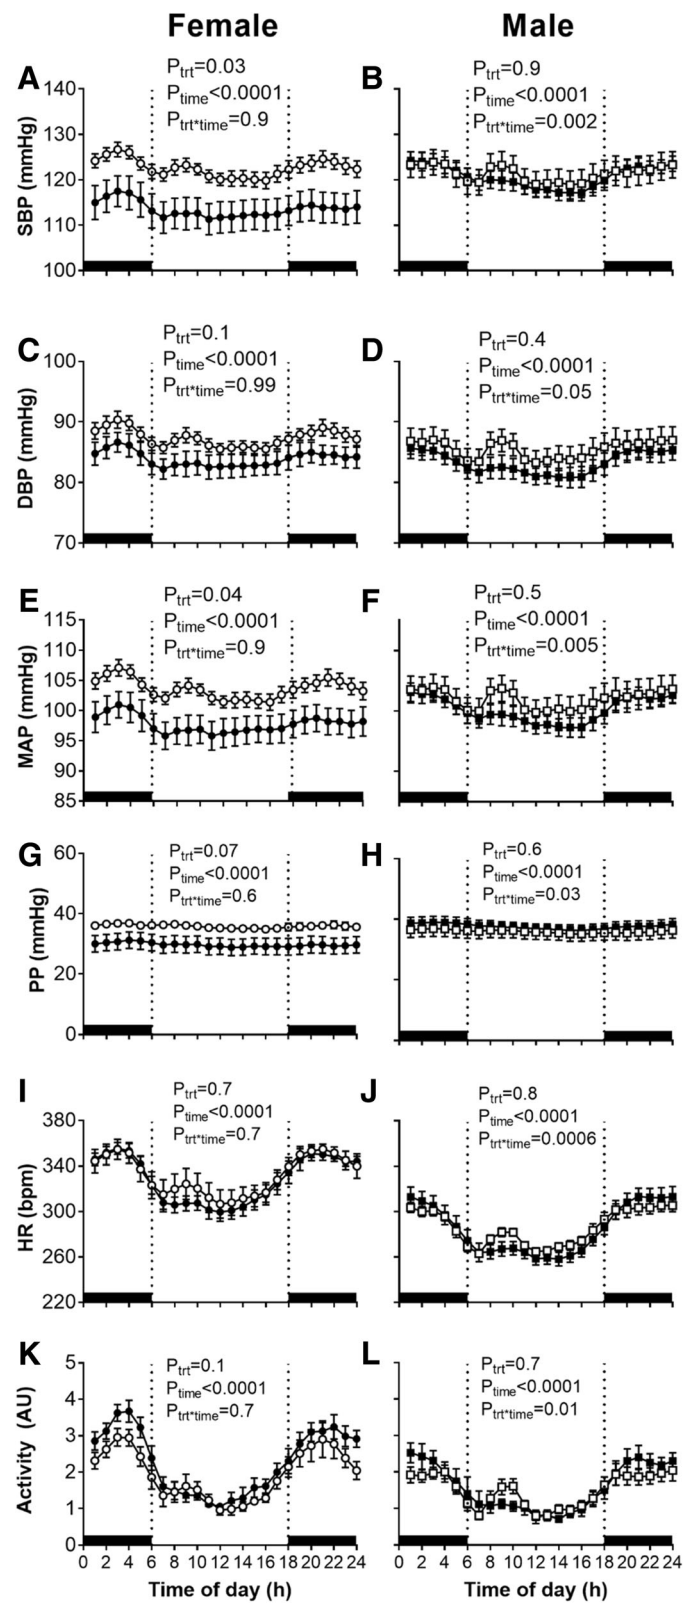 Female Male
A B
Ptrt=0.03
Ptime<0.0001
Ptrt*time=0.9
Ptrt=0.9
Ptime<0.0001
Ptrt*time=0.002
SBP (mmHg)
140
130
120
110
100
C D
Ptrt=0.1
Ptime<0.0001
Ptrt*time=0.99
Ptrt=0.4
Ptime<0.0001
Ptrt*time=0.05
DBP (mmHg)
100
90
80
70
E F
Ptrt=0.04
Ptime<0.0001
Ptrt*time=0.9
Ptrt=0.5
Ptime<0.0001
Ptrt*time=0.005
MAP (mmHg)
115
110
105
100
95
90
85
G H
Ptrt=0.07
Ptime<0.0001
Ptrt*time=0.6
Ptrt=0.6
Ptime<0.0001
Ptrt*time=0.03
PP (mmHg)
60
40
20
0
I J
Ptrt=0.7
Ptime<0.0001
Ptrt*time=0.7
Ptrt=0.8
Ptime<0.0001
Ptrt*time=0.0006
HR (bpm)
380
340
300
260
220
K L
Ptrt=0.1
Ptime<0.0001
Ptrt*time=0.7
Ptrt=0.7
Ptime<0.0001
Ptrt*time=0.01
Activity (AU)
5
4
3
2
1
0
0 2 4 6 8 10 12 14 16 18 20 22 24
0 2 4 6 8 10 12 14 16 18 20 22 24
Time of day (h) Time of day (h)